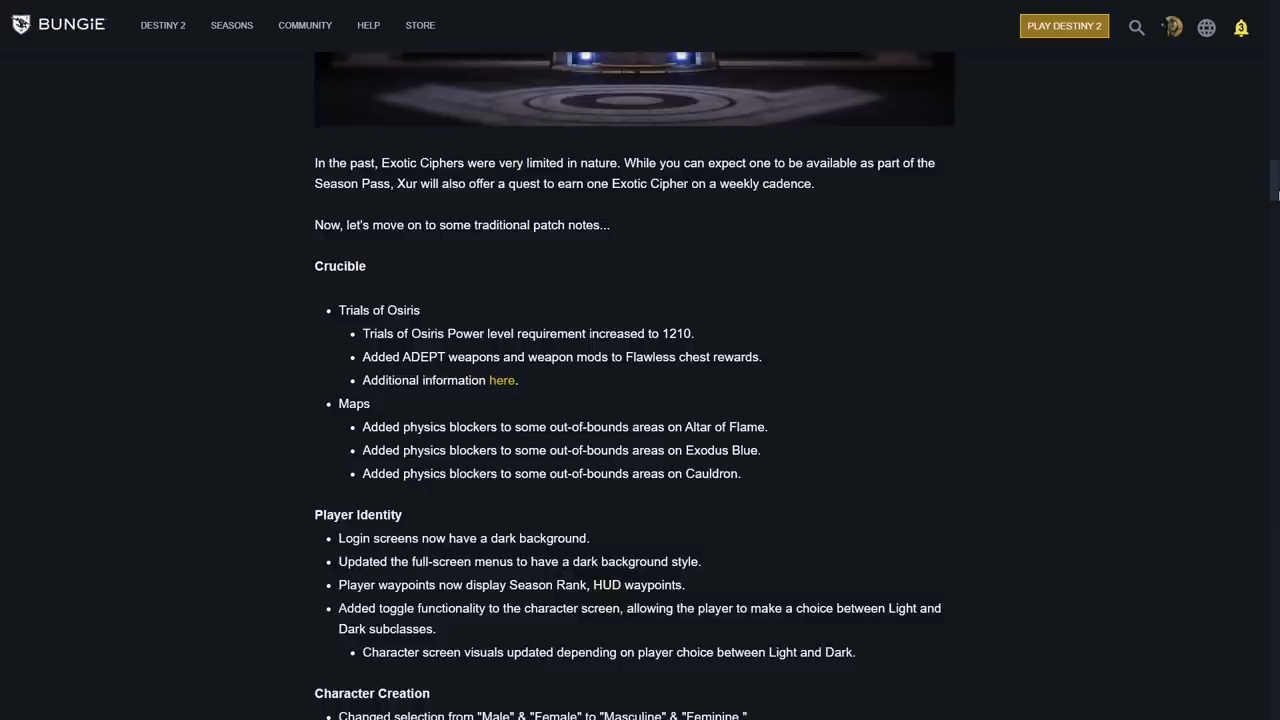 BUNGiE DESTINY 2 SEASONS COMMUNITY HELP STORE PLAY DESTINY 2 3
In the past, Exotic Ciphers were very limited in nature. While you can expect one to be available as part of the
Season Pass, Xur will also offer a quest to earn one Exotic Cipher on a weekly cadence.
Now, let's move on to some traditional patch notes...
Crucible
• Trials of Osiris
• Trials of Osiris Power level requirement increased to 1210.
• Added ADEPT weapons and weapon mods to Flawless chest rewards.
• Additional information here.
• Maps
• Added physics blockers to some out-of-bounds areas on Altar of Flame.
• Added physics blockers to some out-of-bounds areas on Exodus Blue.
• Added physics blockers to some out-of-bounds areas on Cauldron.
Player Identity
• Login screens now have a dark background.
• Updated the full-screen menus to have a dark background style.
• Player waypoints now display Season Rank, HUD waypoints.
• Added toggle functionality to the character screen, allowing the player to make a choice between Light and
Dark subclasses.
• Character screen visuals updated depending on player choice between Light and Dark.
Character Creation
• Changed selection from "Male" & "Female" to "Masculine" & "Feminine."